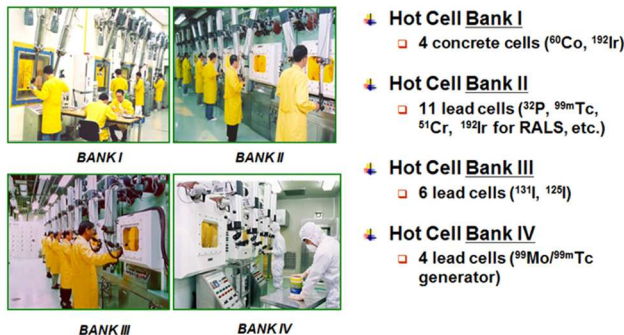 BANK I
BANK II
BANK III
BANK IV
Hot Cell Bank I
4 concrete cells (⁶⁰Co, ¹⁹²Ir)
Hot Cell Bank II
11 lead cells (³²P, ⁹⁹ᵐTc,
⁵¹Cr, ¹⁹²Ir for RALS, etc.)
Hot Cell Bank III
6 lead cells (¹³¹I, ¹²⁵I)
Hot Cell Bank IV
4 lead cells (⁹⁹Mo/⁹⁹ᵐTc
generator)